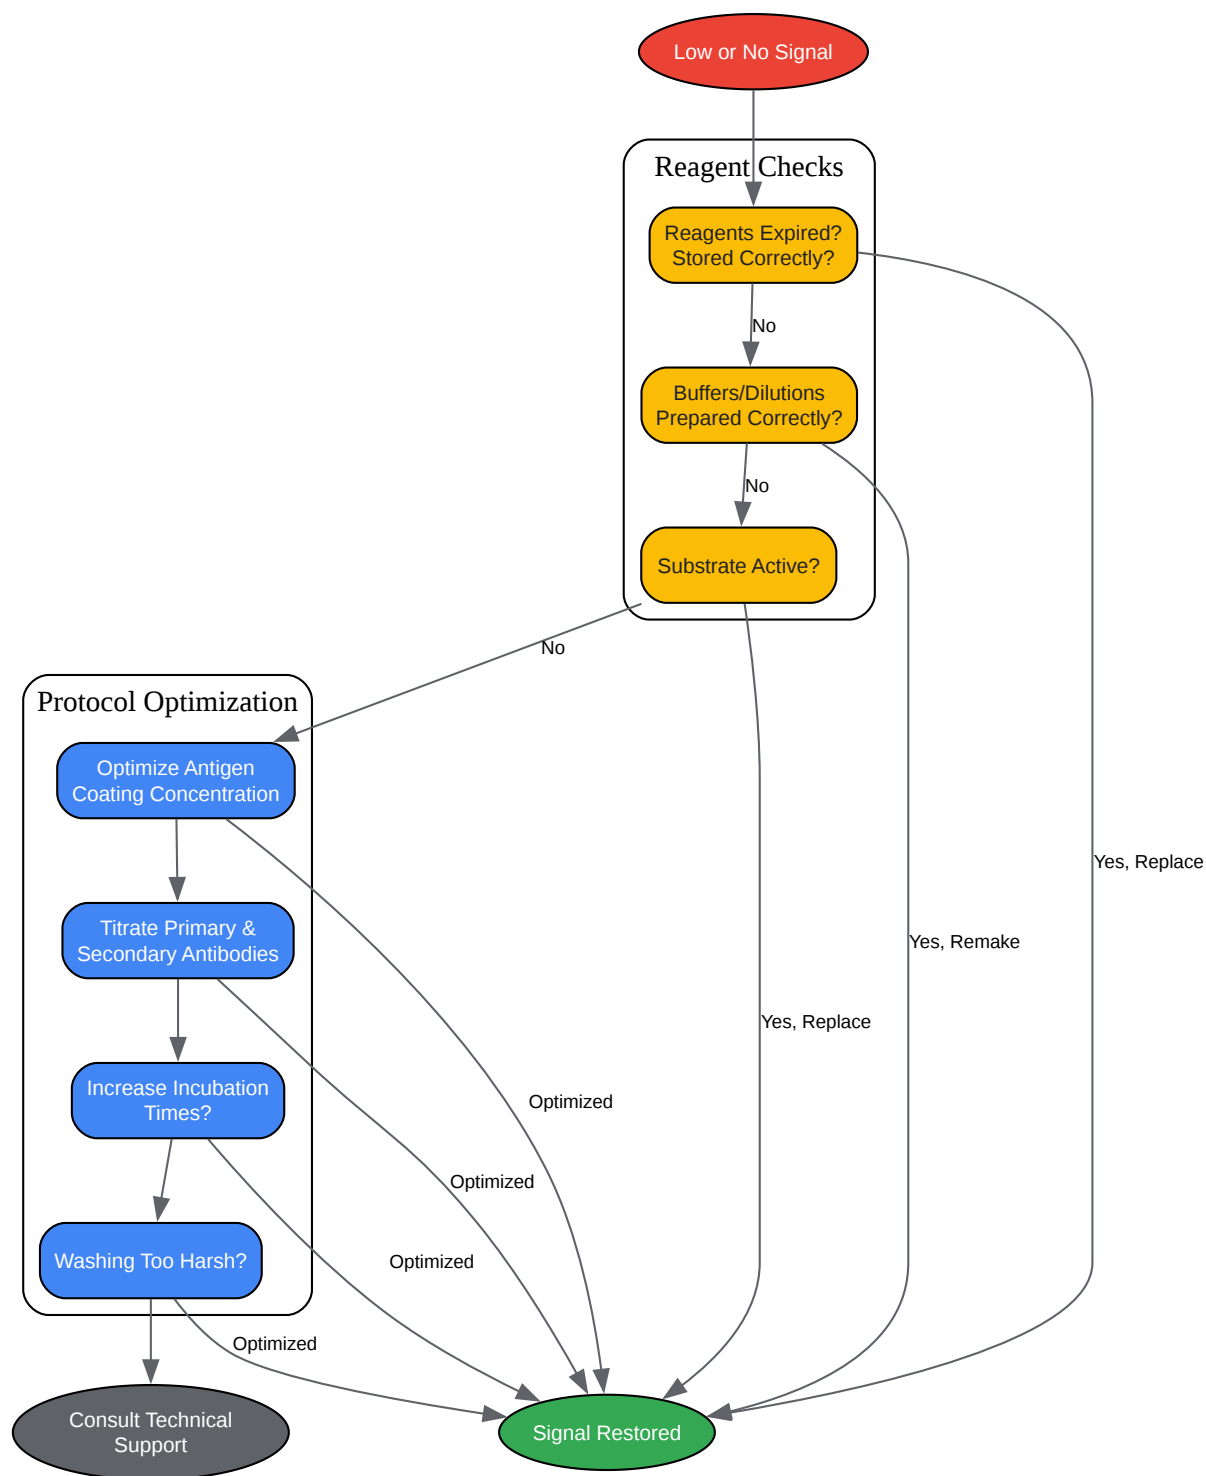 Low or No Signal
Reagent Checks
Reagents Expired?
Stored Correctly?
No
Buffers/Dilutions
Prepared Correctly?
No
Substrate Active?
No
Protocol Optimization
Optimize Antigen
Coating Concentration
Yes, Replace
Titrate Primary &
Secondary Antibodies
Yes, Remake
Yes, Replace
Increase Incubation
Times?
Optimized
Optimized
Washing Too Harsh?
Optimized
Optimized
Consult Technical
Support
Signal Restored